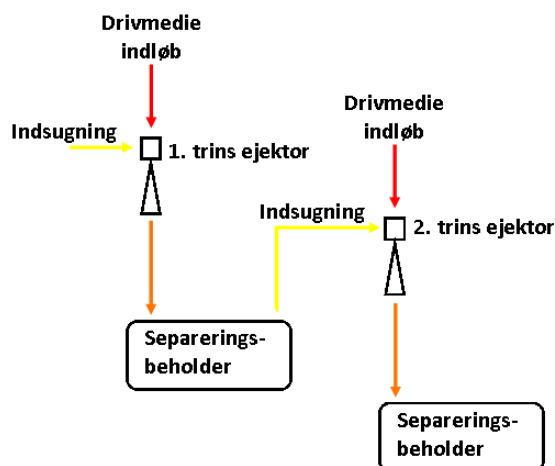 Drivmedie
indløb
Indsugning
1. trins ejektor
Drivmedie
indløb
Indsugning
2. trins ejektor
Separerings-
beholder
Separerings-
beholder